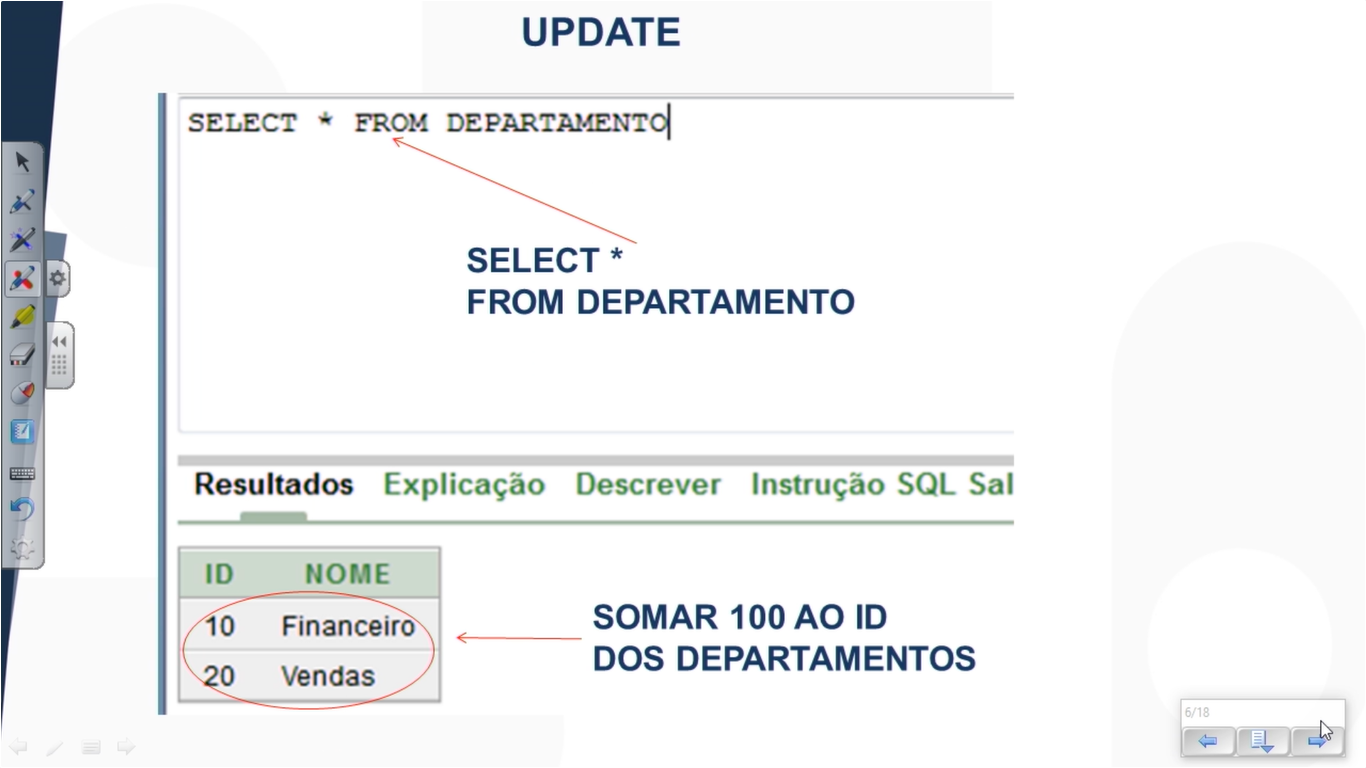 UPDATE
SELECT * FROM DEPARTAMENTO
SELECT *
FROM DEPARTAMENTO
Resultados Explicação Descrever Instrução SQL Sal
ID NOME
10 Financeiro
20 Vendas
SOMAR 100 AO ID
DOS DEPARTAMENTOS
6/18